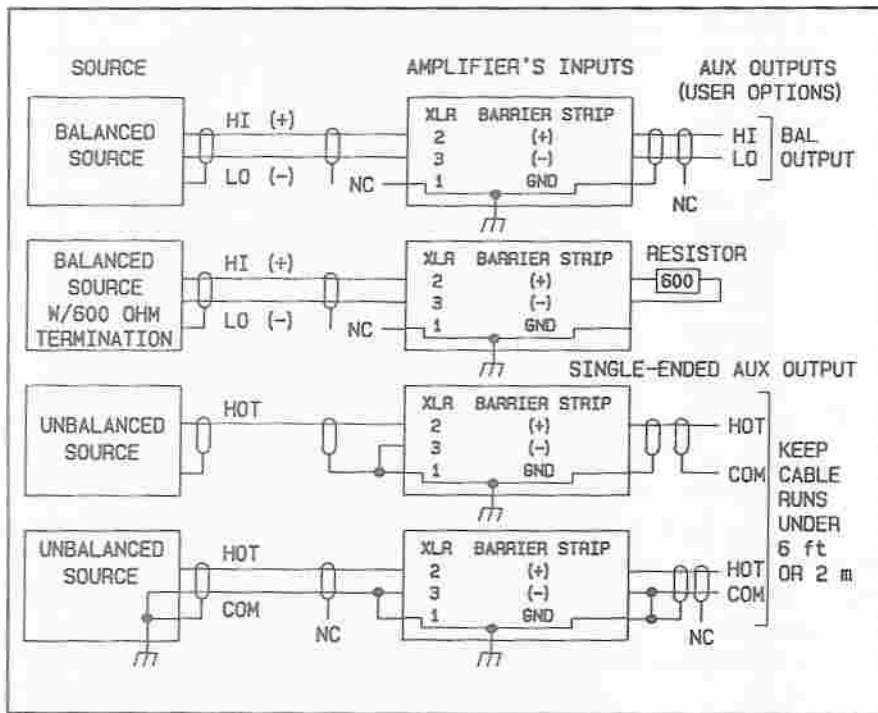 SOURCE
AMPLIFIER'S INPUTS
AUX OUTPUTS
(USER OPTIONS)
BALANCED
SOURCE
HI (+)
LO (-)
NC
XLR BARRIER STRIP
2 (+)
3 (-)
1 GND
HI
LO
BAL
OUTPUT
NC
BALANCED
SOURCE
W/600 OHM
TERMINATION
HI (+)
LO (-)
NC
XLR BARRIER STRIP
2 (+)
3 (-)
1 GND
RESISTOR
600
SINGLE-ENDED AUX OUTPUT
UNBALANCED
SOURCE
HOT
XLR BARRIER STRIP
2 (+)
3 (-)
1 GND
HOT
COM
UNBALANCED
SOURCE
HOT
COM
NC
XLR BARRIER STRIP
2 (+)
3 (-)
1 GND
HOT
COM
NC
KEEP
CABLE
RUNS
UNDER
6 ft
OR 2 m